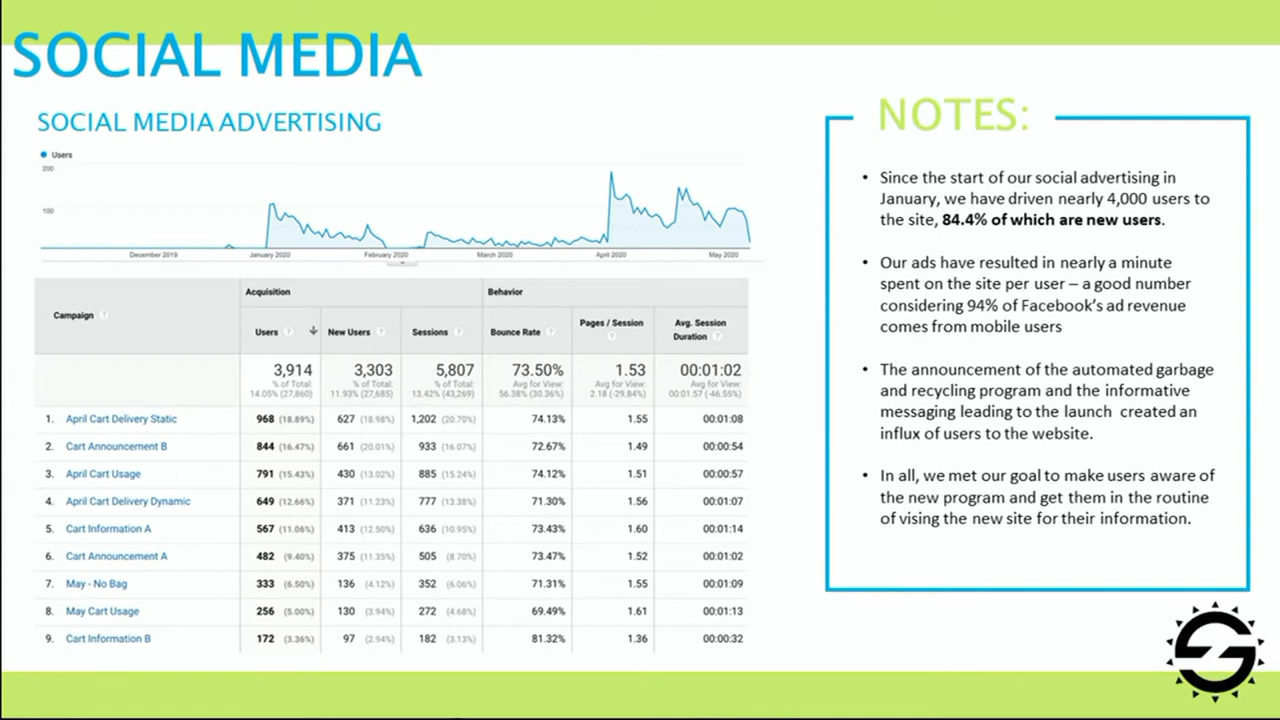 SOCIAL MEDIA
SOCIAL MEDIA ADVERTISING
Users
200
100
December 2019 January 2020 February 2020 March 2020 April 2020 May 2020
Campaign ? Acquisition Behavior
Users ? New Users ? Sessions ? Bounce Rate ? Pages / Session ? Avg. Session Duration ?
3,914 3,303 5,807 73.50% 1.53 00:01:02
% of Total: % of Total: % of Total: Avg for View: Avg for View: Avg for View:
14.05% (27,860) 11.93% (27,685) 13.42% (43,269) 56.38% (30.36%) 2.18 (-29.84%) 00:01:57 (-46.55%)
1. April Cart Delivery Static 968 (18.89%) 627 (18.98%) 1,202 (20.70%) 74.13% 1.55 00:01:08
2. Cart Announcement B 844 (16.47%) 661 (20.01%) 933 (16.07%) 72.67% 1.49 00:00:54
3. April Cart Usage 791 (15.43%) 430 (13.02%) 885 (15.24%) 74.12% 1.51 00:00:57
4. April Cart Delivery Dynamic 649 (12.66%) 371 (11.23%) 777 (13.38%) 71.30% 1.56 00:01:07
5. Cart Information A 567 (11.06%) 413 (12.50%) 636 (10.95%) 73.43% 1.60 00:01:14
6. Cart Announcement A 482 (9.40%) 375 (11.35%) 505 (8.70%) 73.47% 1.52 00:01:02
7. May - No Bag 333 (6.50%) 136 (4.12%) 352 (6.06%) 71.31% 1.55 00:01:09
8. May Cart Usage 256 (5.00%) 130 (3.94%) 272 (4.68%) 69.49% 1.61 00:01:13
9. Cart Information B 172 (3.36%) 97 (2.94%) 182 (3.13%) 81.32% 1.36 00:00:32
NOTES:
• Since the start of our social advertising in
January, we have driven nearly 4,000 users to
the site, 84.4% of which are new users.
• Our ads have resulted in nearly a minute
spent on the site per user – a good number
considering 94% of Facebook's ad revenue
comes from mobile users
• The announcement of the automated garbage
and recycling program and the informative
messaging leading to the launch created an
influx of users to the website.
• In all, we met our goal to make users aware of
the new program and get them in the routine
of vising the new site for their information.